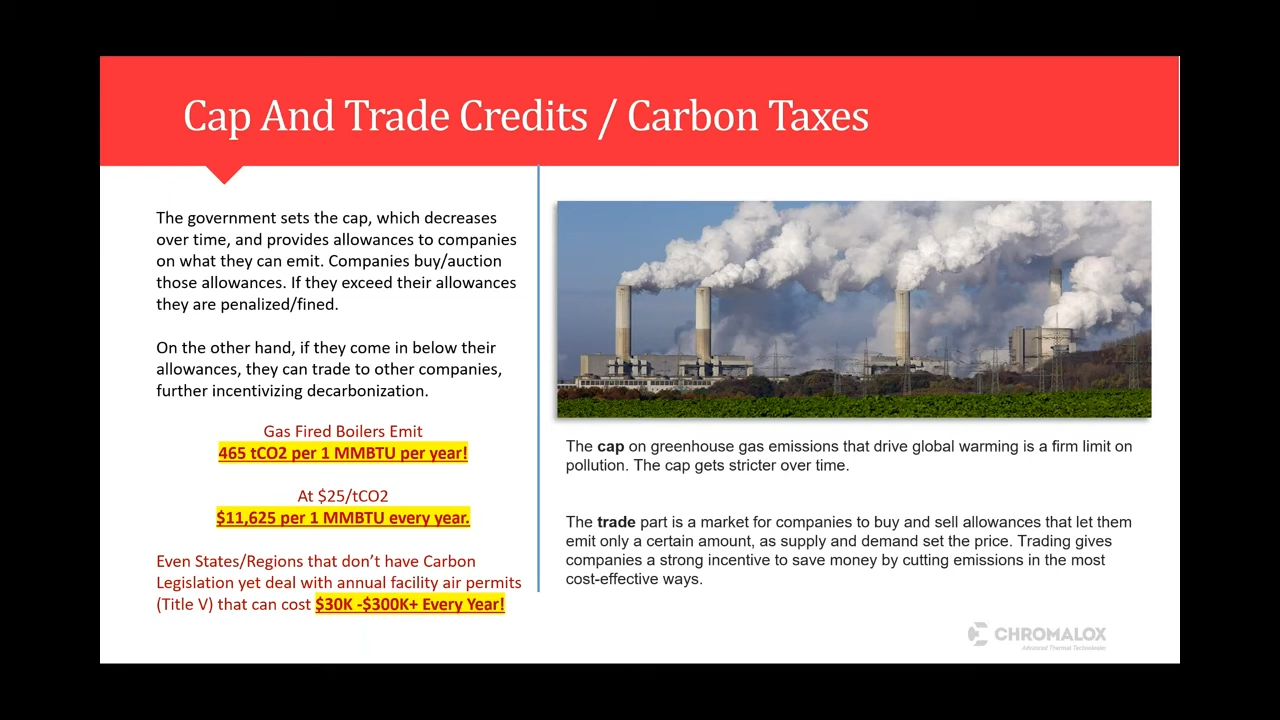 Cap And Trade Credits / Carbon Taxes
The government sets the cap, which decreases
over time, and provides allowances to companies
on what they can emit. Companies buy/auction
those allowances. If they exceed their allowances
they are penalized/fined.
On the other hand, if they come in below their
allowances, they can trade to other companies,
further incentivizing decarbonization.
Gas Fired Boilers Emit
465 tCO2 per 1 MMBTU per year!
At $25/tCO2
$11,625 per 1 MMBTU every year.
Even States/Regions that don't have Carbon
Legislation yet deal with annual facility air permits
(Title V) that can cost $30K -$300K+ Every Year!
The cap on greenhouse gas emissions that drive global warming is a firm limit on
pollution. The cap gets stricter over time.
The trade part is a market for companies to buy and sell allowances that let them
emit only a certain amount, as supply and demand set the price. Trading gives
companies a strong incentive to save money by cutting emissions in the most
cost-effective ways.
CHROMALOX
Advanced Thermal Technologies